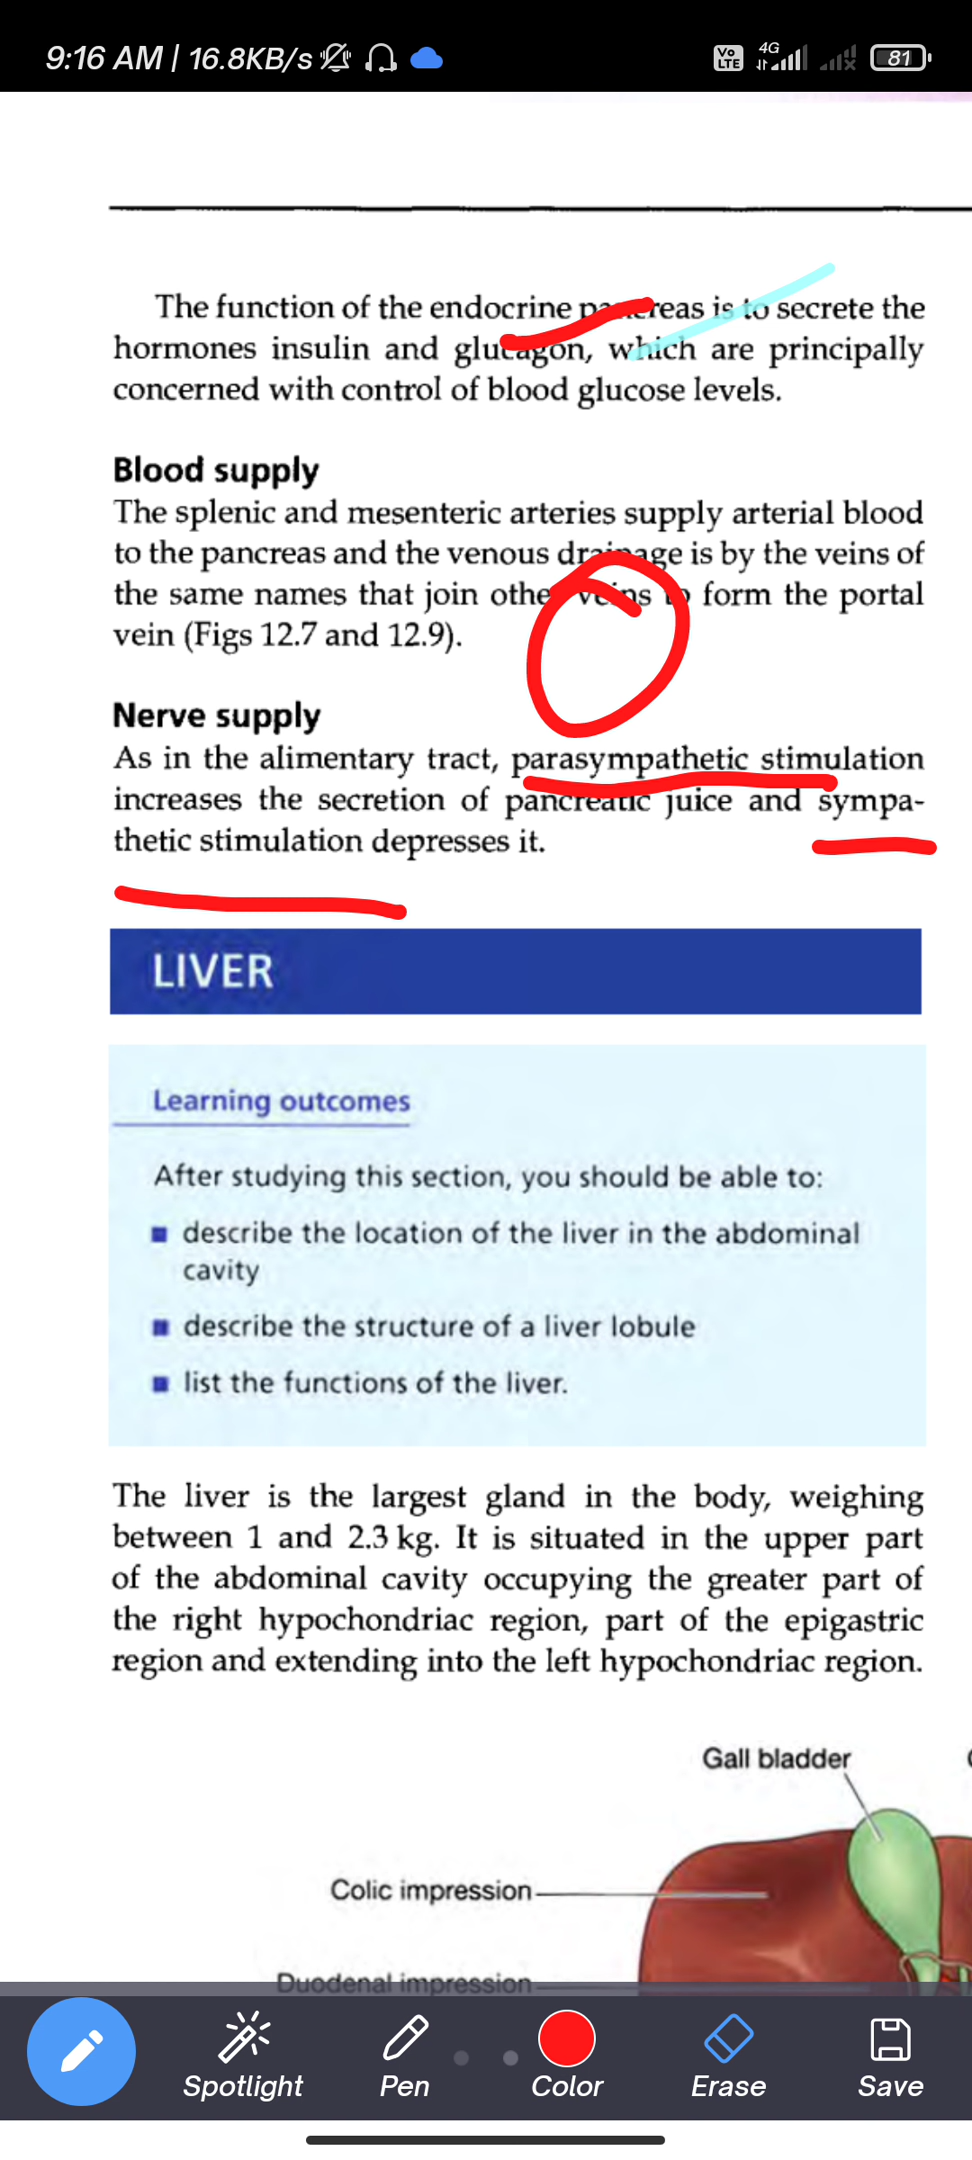 9:16 AM | 16.8KB/s
Vo LTE 4G 81
The function of the endocrine pancreas is to secrete the
hormones insulin and glucagon, which are principally
concerned with control of blood glucose levels.
Blood supply
The splenic and mesenteric arteries supply arterial blood
to the pancreas and the venous drainage is by the veins of
the same names that join other veins to form the portal
vein (Figs 12.7 and 12.9).
Nerve supply
As in the alimentary tract, parasympathetic stimulation
increases the secretion of pancreatic juice and sympa-
thetic stimulation depresses it.
LIVER
Learning outcomes
After studying this section, you should be able to:
■ describe the location of the liver in the abdominal
cavity
■ describe the structure of a liver lobule
■ list the functions of the liver.
The liver is the largest gland in the body, weighing
between 1 and 2.3 kg. It is situated in the upper part
of the abdominal cavity occupying the greater part of
the right hypochondriac region, part of the epigastric
region and extending into the left hypochondriac region.
Gall bladder
Colic impression
Duodenal impression
Spotlight Pen Color Erase Save